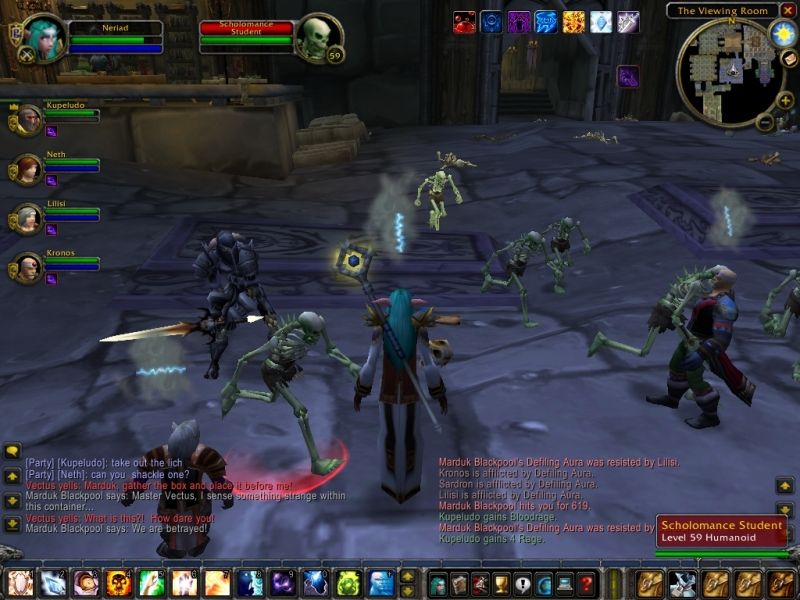 Neriad
Scholomance
Student
59
The Viewing Room
N
Kupeludo
Neth
Lilisi
Kronos
[Party] [Kupeludo]: take out the lich
[Party] [Neth]: can you shackle one?
Vectus yells: Marduk: gather the box and place it before me!
Marduk Blackpool says: Master Vectus, I sense something strange within
this container...
Vectus yells: What is this?! How dare you!
Marduk Blackpool says: We are betrayed!
Marduk Blackpool's Defiling Aura was resisted by Lilisi.
Kronos is afflicted by Defiling Aura.
Sardron is afflicted by Defiling Aura.
Lilisi is afflicted by Defiling Aura.
Marduk Blackpool hits you for 619.
Kupeludo gains Bloodrage.
Marduk Blackpool's Defiling Aura was resisted by
Kupeludo gains 4 Rage.
Scholomance Student
Level 59 Humanoid